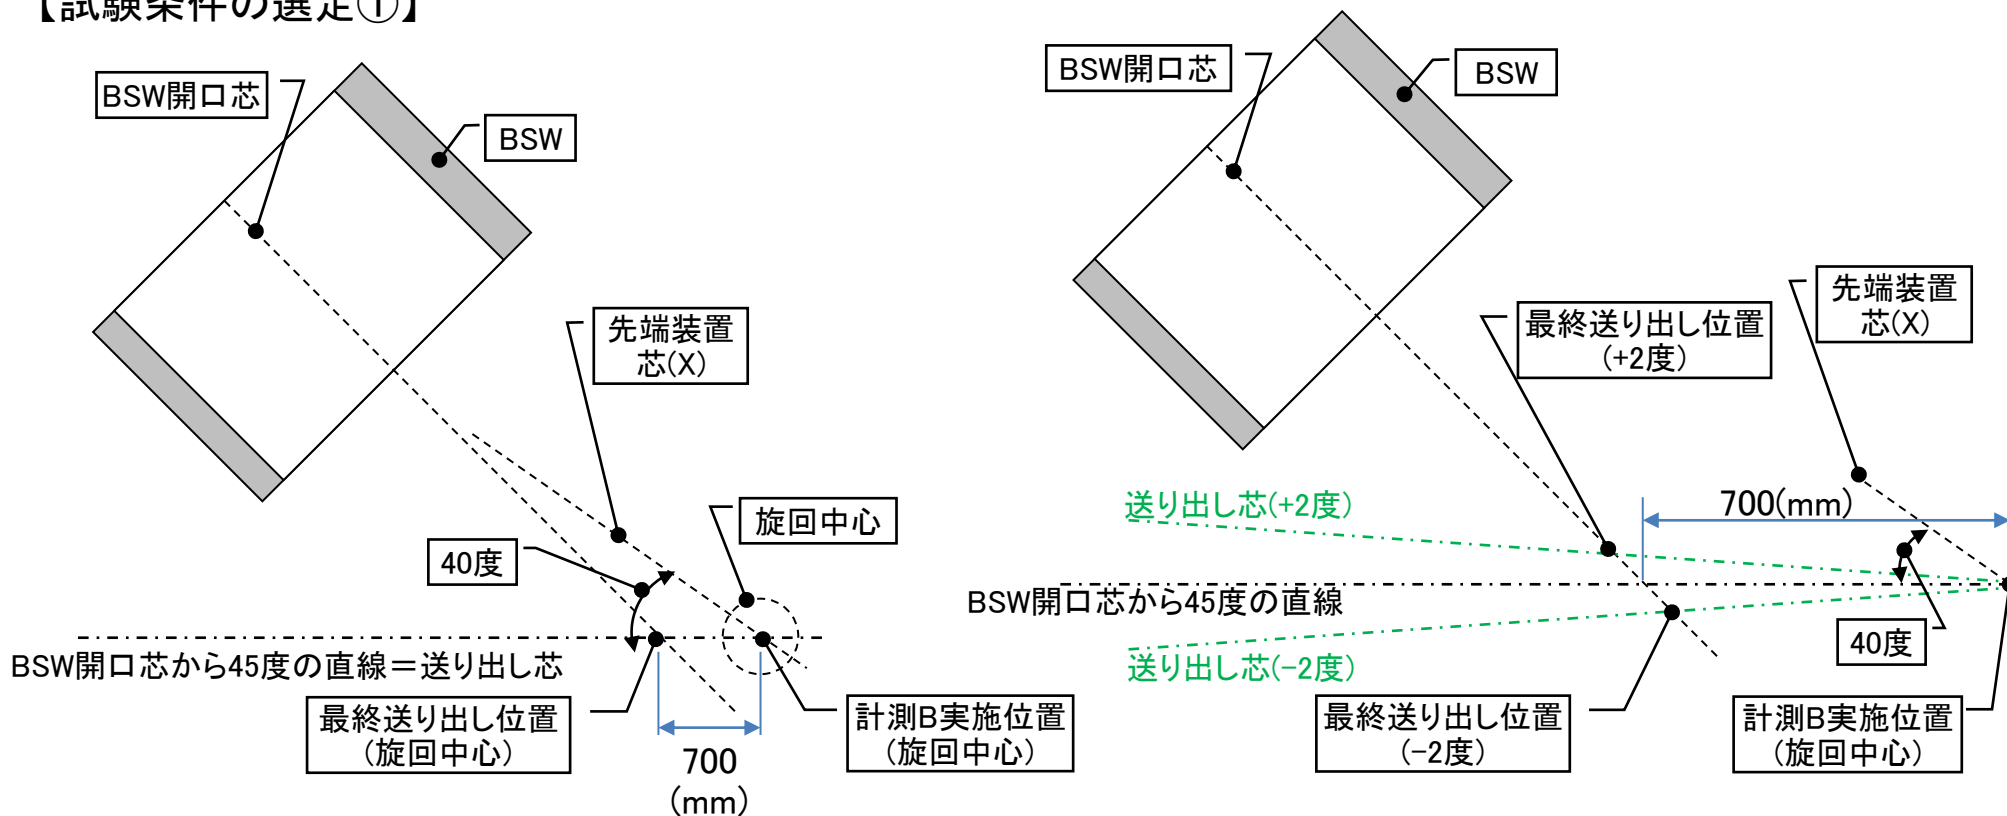 【試験条件の選定①】
BSW開口芯
BSW
先端装置
芯(X)
旋回中心
40度
BSW開口芯から45度の直線＝送り出し芯
最終送り出し位置
(旋回中心)
700
(mm)
計測B実施位置
(旋回中心)
BSW開口芯
BSW
最終送り出し位置
(+2度)
先端装置
芯(X)
送り出し芯(+2度)
700(mm)
BSW開口芯から45度の直線
40度
送り出し芯(−2度)
最終送り出し位置
(−2度)
計測B実施位置
(旋回中心)